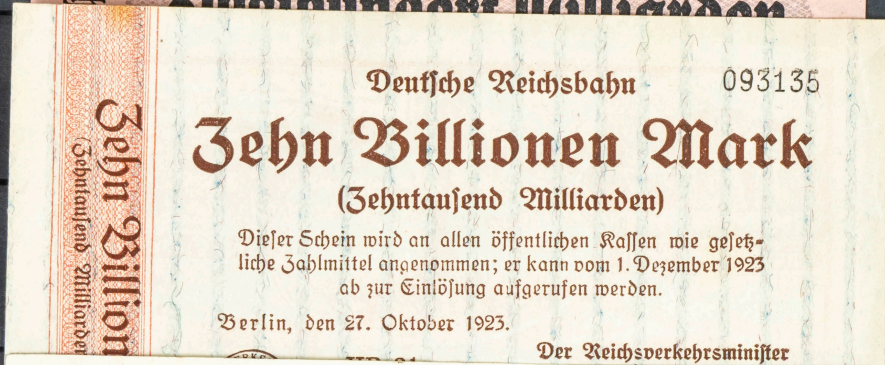 Milliarden
Deutsche Reichsbahn 093135
Zehn Billionen Mark
(Zehntausend Milliarden)
Dieser Schein wird an allen öffentlichen Kassen wie gesetz-
liche Zahlmittel angenommen; er kann vom 1. Dezember 1923
ab zur Einlösung aufgerufen werden.
Berlin, den 27. Oktober 1923.
Der Reichsverkehrsminister
Zehn Billion
(Zehntausend Milliarden